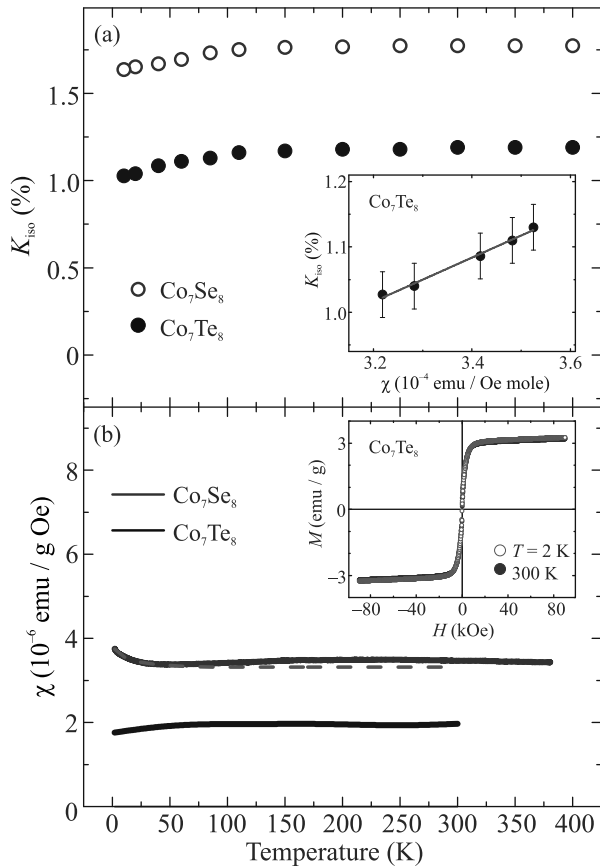 (a)
1.5
1.0
0.5
0
K_iso (%)
Co₇Se₈
Co₇Te₈
1.2
1.1
1.0
K_iso (%)
Co₇Te₈
3.2 3.4 3.6
χ (10⁻⁴ emu / Oe mole)
(b)
8
6
4
2
0
χ (10⁻⁶ emu / g Oe)
Co₇Se₈
Co₇Te₈
3
0
−3
M (emu / g)
Co₇Te₈
T = 2 K
300 K
−80 −40 0 40 80
H (kOe)
0 50 100 150 200 250 300 350 400
Temperature (K)